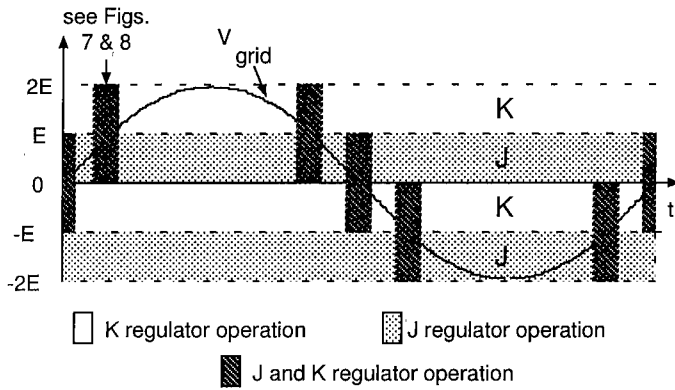 see Figs.
7 & 8
V grid
2E
E
0
-E
-2E
K
J
K
J
t
K regulator operation
J regulator operation
J and K regulator operation